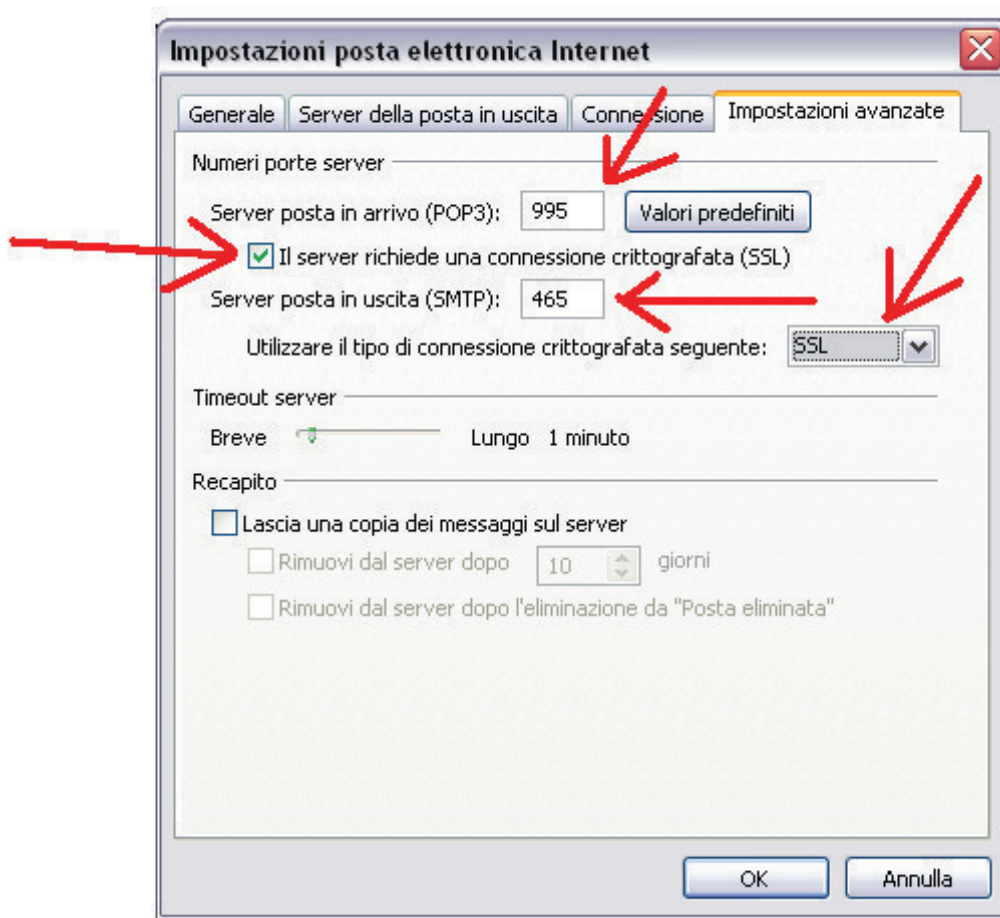 Impostazioni posta elettronica Internet
Generale Server della posta in uscita Connessione Impostazioni avanzate
Numeri porte server
Server posta in arrivo (POP3): 995 Valori predefiniti
Il server richiede una connessione crittografata (SSL)
Server posta in uscita (SMTP): 465
Utilizzare il tipo di connessione crittografata seguente: SSL
Timeout server
Breve Lungo 1 minuto
Recapito
Lascia una copia dei messaggi sul server
Rimuovi dal server dopo 10 giorni
Rimuovi dal server dopo l'eliminazione da "Posta eliminata"
OK Annulla